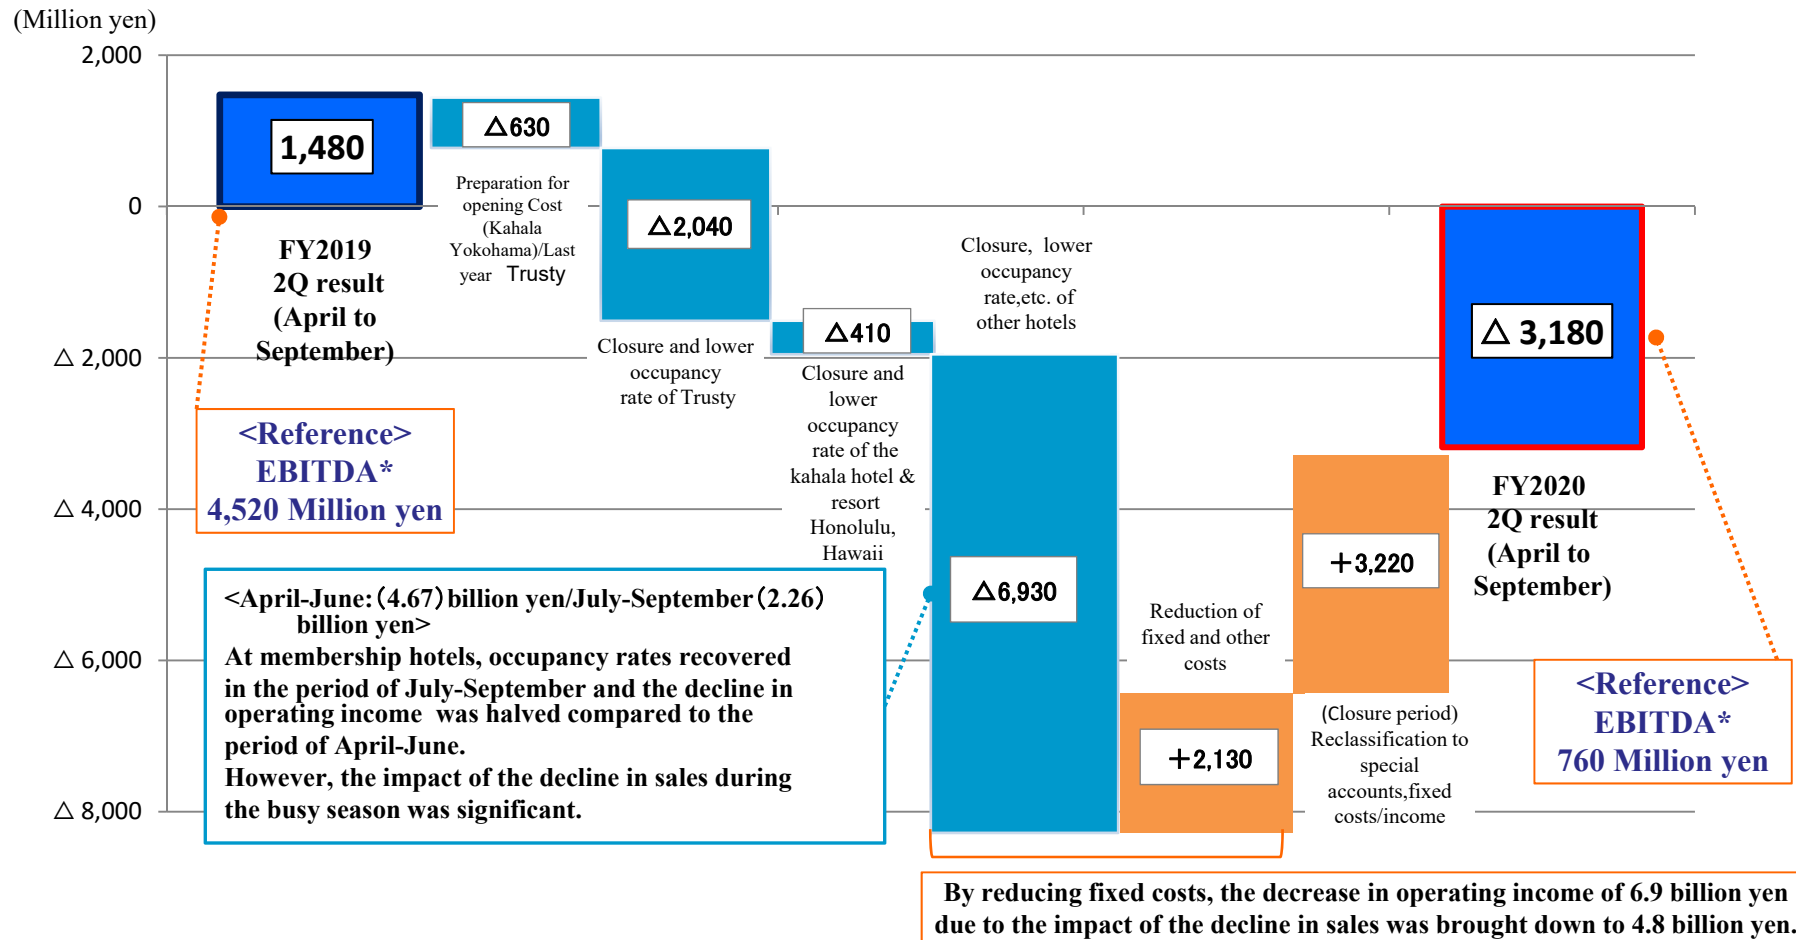 (Million yen)
2,000
0
△ 2,000
△ 4,000
△ 6,000
△ 8,000
1,480
FY2019
2Q result
(April to
September)
<Reference>
EBITDA*
4,520 Million yen
△630
Preparation for
opening Cost
(Kahala
Yokohama)/Last
year Trusty
△2,040
Closure and lower
occupancy
rate of Trusty
△410
Closure and
lower
occupancy
rate of the
kahala hotel &
resort
Honolulu,
Hawaii
Closure, lower
occupancy
rate,etc. of
other hotels
△6,930
<April-June:(4.67)billion yen/July-September(2.26)
billion yen>
At membership hotels, occupancy rates recovered
in the period of July-September and the decline in
operating income was halved compared to the
period of April-June.
However, the impact of the decline in sales during
the busy season was significant.
Reduction of
fixed and other
costs
+2,130
+3,220
(Closure period)
Reclassification to
special
accounts,fixed
costs/income
△ 3,180
FY2020
2Q result
(April to
September)
<Reference>
EBITDA*
760 Million yen
By reducing fixed costs, the decrease in operating income of 6.9 billion yen
due to the impact of the decline in sales was brought down to 4.8 billion yen.